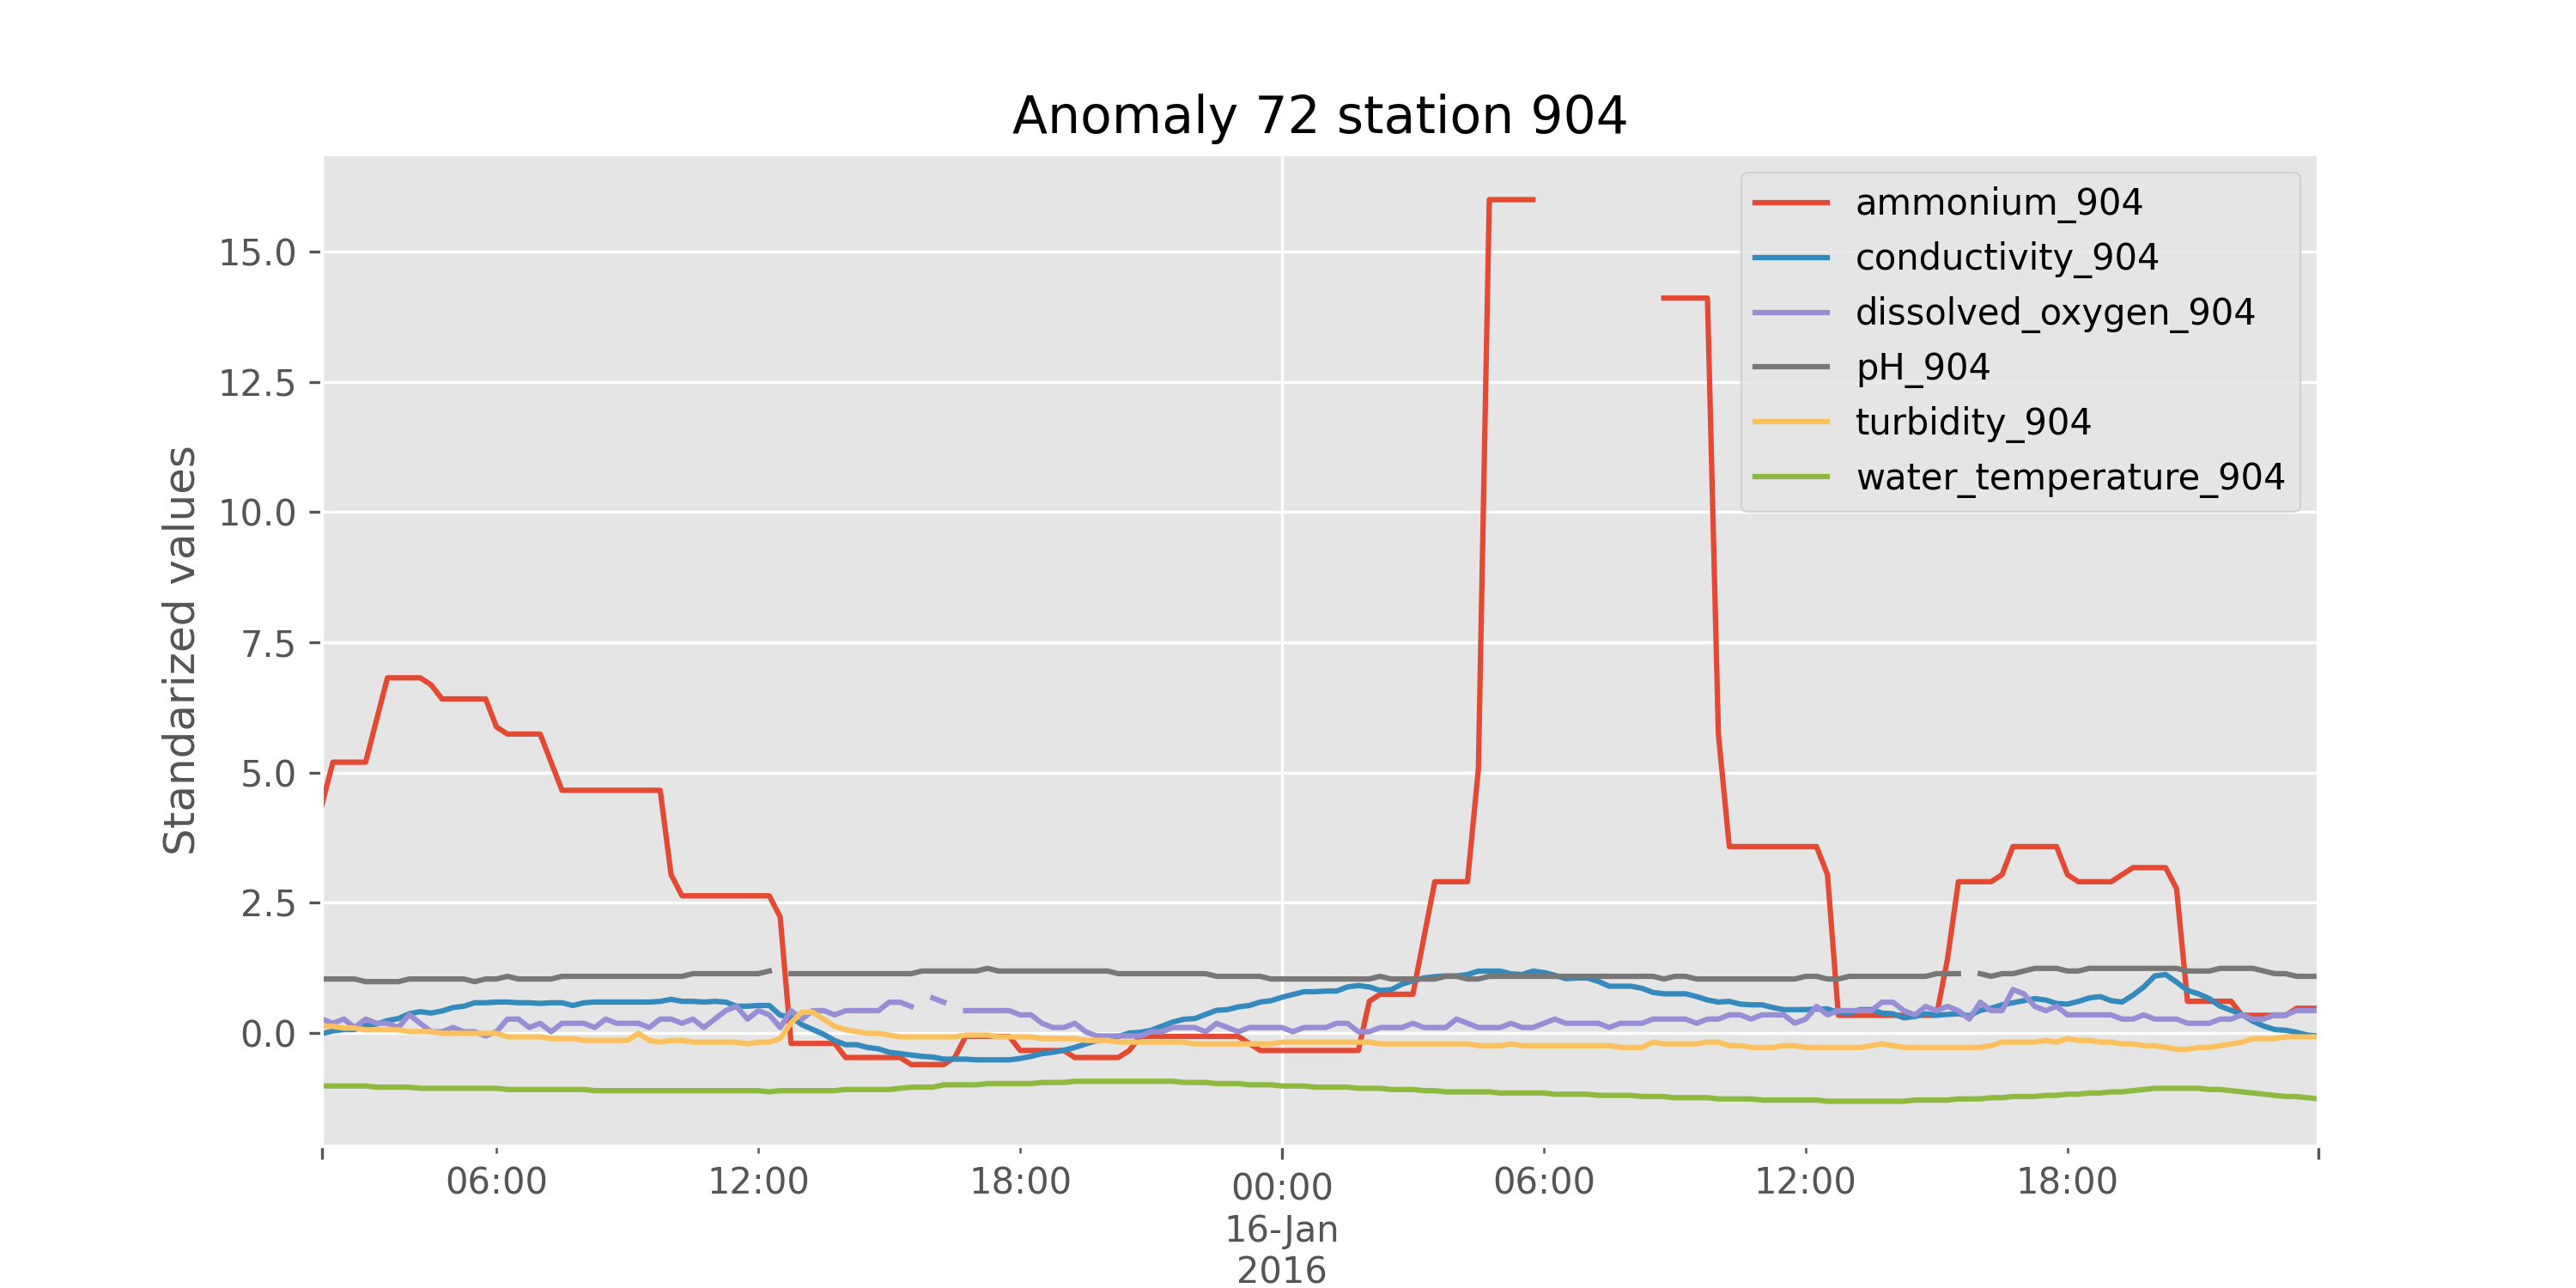 Anomaly 72 station 904
Standarized values
15.0
12.5
10.0
7.5
5.0
2.5
0.0
ammonium_904
conductivity_904
dissolved_oxygen_904
pH_904
turbidity_904
water_temperature_904
06:00
12:00
18:00
00:00
16-Jan
2016
06:00
12:00
18:00